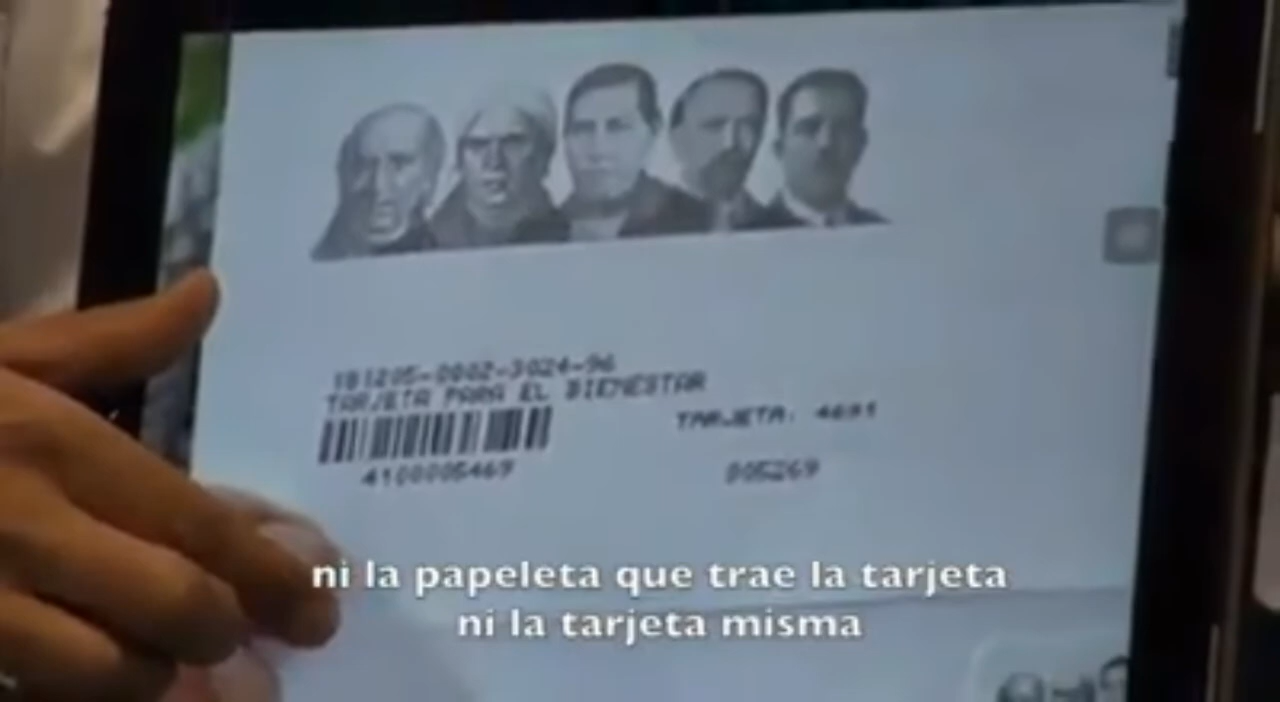 181205-0002-3024-96
TARJETA PARA EL BIENESTAR
TARJETA: 4691
4100005469
005269
ni la papeleta que trae la tarjeta
ni la tarjeta misma